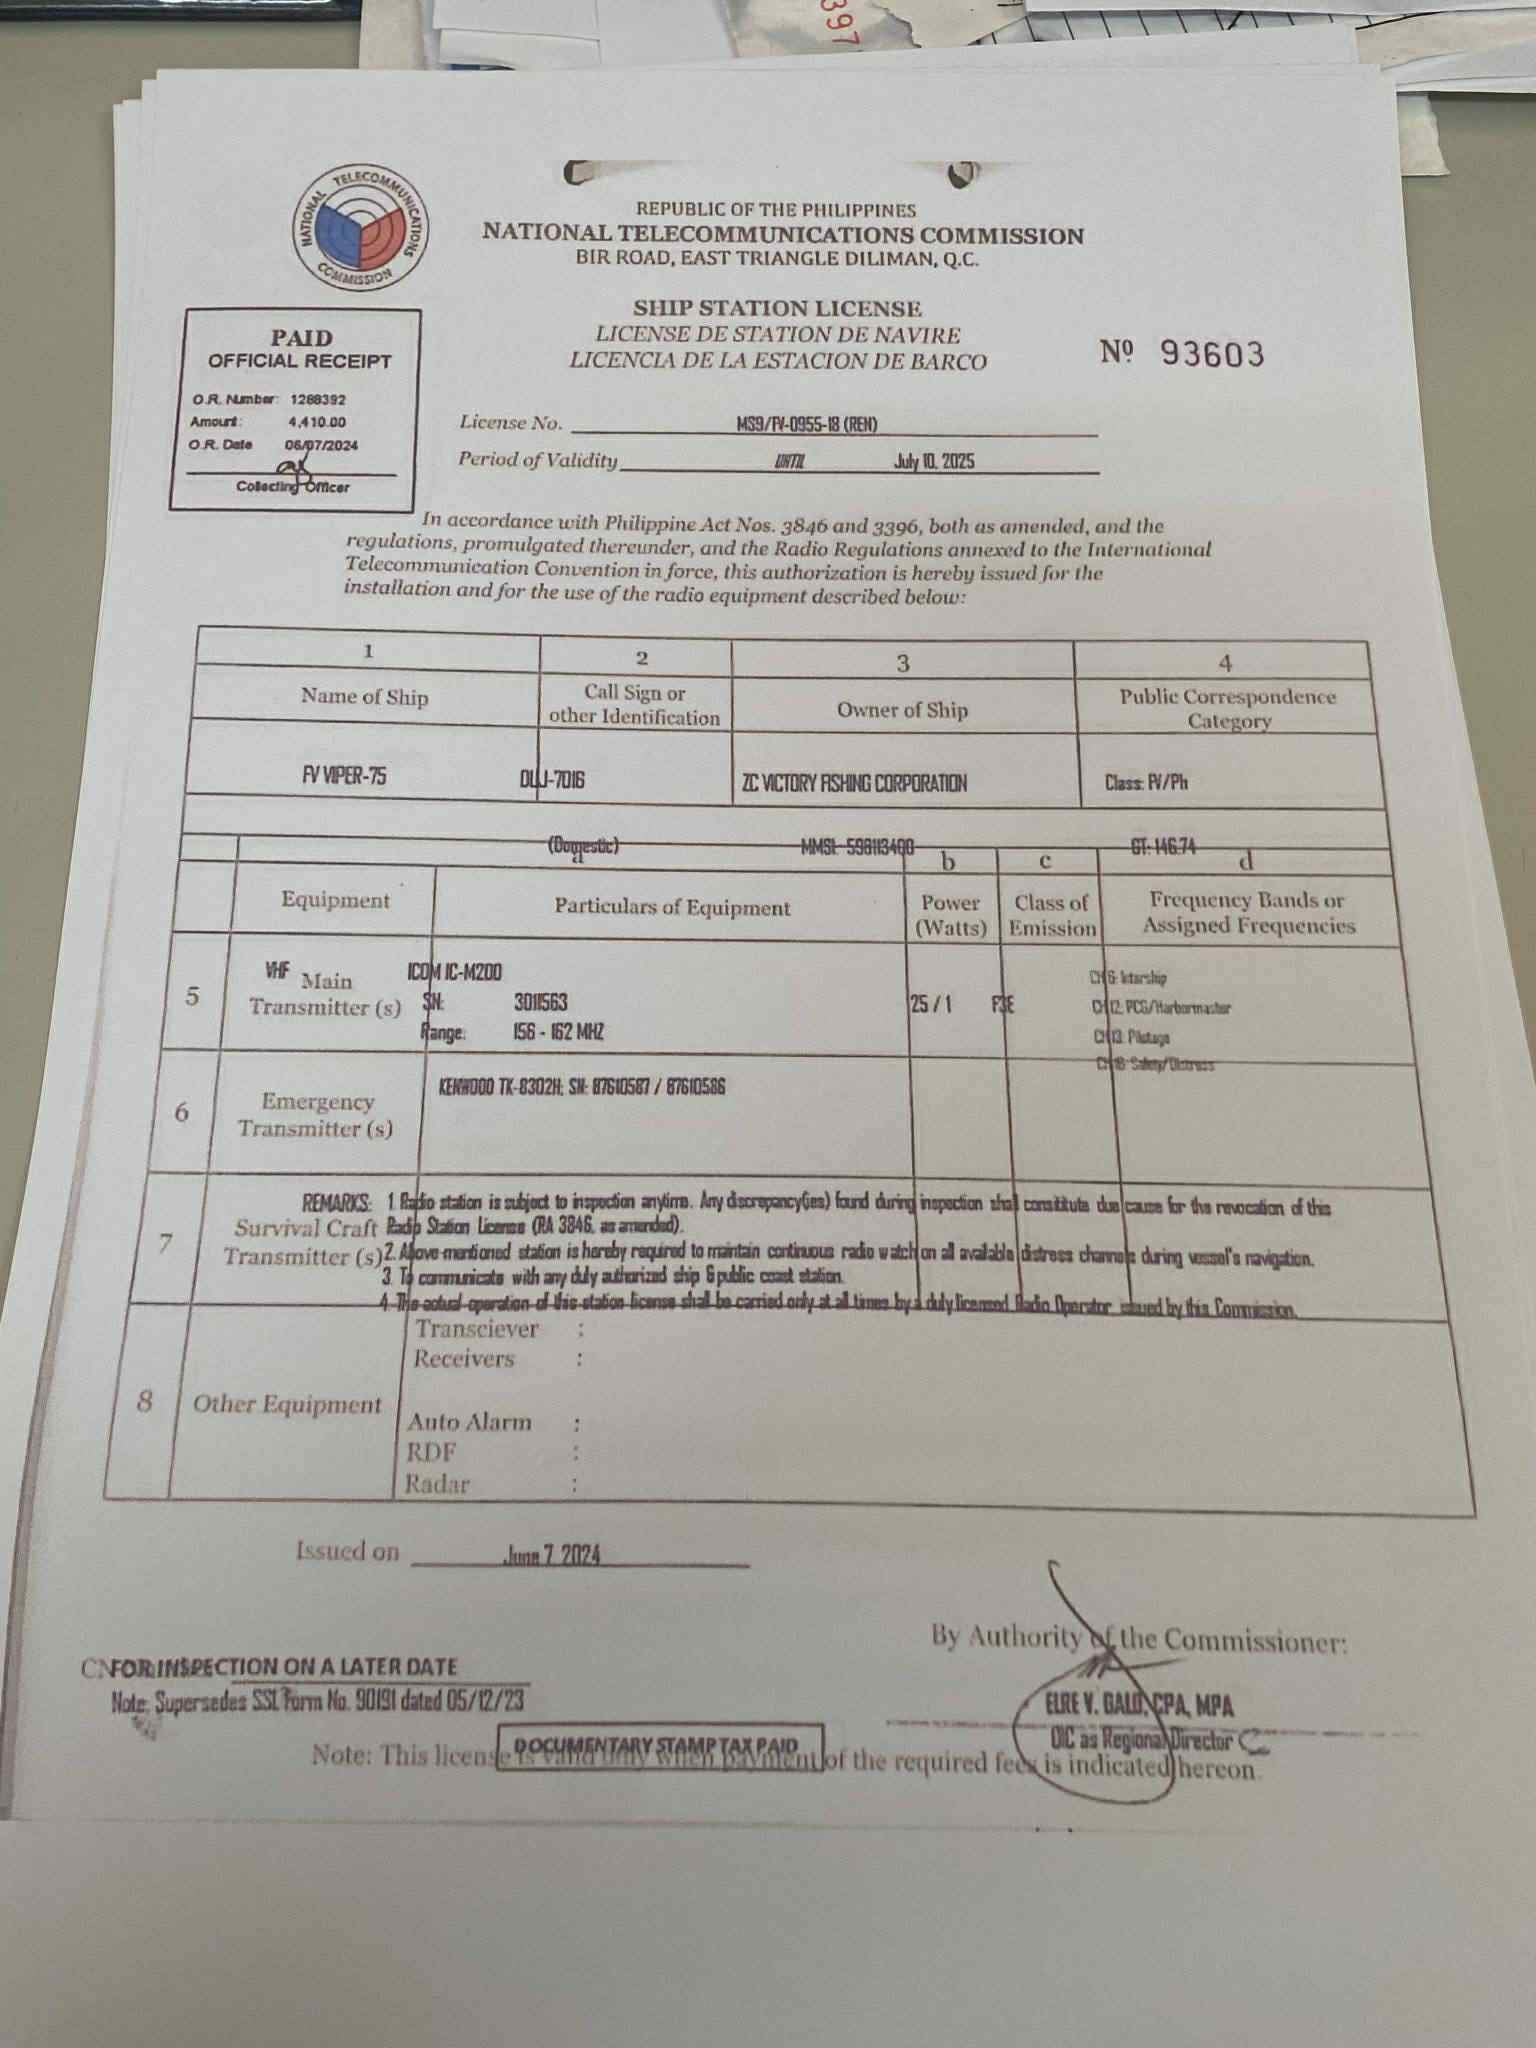 397
NATIONAL TELECOMMUNICATIONS COMMISSION
REPUBLIC OF THE PHILIPPINES
NATIONAL TELECOMMUNICATIONS COMMISSION
BIR ROAD, EAST TRIANGLE DILIMAN, Q.C.
SHIP STATION LICENSE
LICENSE DE STATION DE NAVIRE
LICENCIA DE LA ESTACION DE BARCO
Nº 93603
PAID
OFFICIAL RECEIPT
O.R. Number: 1288392
Amount: 4,410.00
O.R. Date 06/07/2024
Collecting Officer
License No. MS9/FV-0955-18 (REN)
Period of Validity UNTIL July 10, 2025
In accordance with Philippine Act Nos. 3846 and 3396, both as amended, and the
regulations, promulgated thereunder, and the Radio Regulations annexed to the International
Telecommunication Convention in force, this authorization is hereby issued for the
installation and for the use of the radio equipment described below:
1 2 3 4
Name of Ship
Call Sign or
other Identification
Owner of Ship
Public Correspondence
Category
FV VIPER-75 DUJ-7016 ZC VICTORY FISHING CORPORATION Class: FV/Ph
(Domestic) MMSI: 598113400 GT: 146.74
a b c d
Equipment
Particulars of Equipment
Power
(Watts)
Class of
Emission
Frequency Bands or
Assigned Frequencies
5
VHF Main
Transmitter (s)
ICOM IC-M200
SN: 3011563
Range: 156 - 162 MHZ
25 / 1
F3E
CH 6: Intership
CH 12: PCG/Harbormaster
CH 13: Pilotage
CH 16: Safety/Distress
6
Emergency
Transmitter (s)
KENWOOD TK-8302H; SN: 87610587 / 87610586
7
Survival Craft
Transmitter (s)
REMARKS: 1. Radio station is subject to inspection anytime. Any discrepancy(ies) found during inspection shall constitute due cause for the revocation of this
Radio Station License (RA 3846, as amended).
2. Above-mentioned station is hereby required to maintain continuous radio watch on all available distress channels during vessel's navigation.
3. To communicate with any duly authorized ship & public coast station.
4. The actual operation of this station license shall be carried only at all times by a duly licensed Radio Operator issued by this Commission.
8
Other Equipment
Transciever :
Receivers :
Auto Alarm :
RDF :
Radar :
Issued on June 7, 2024
By Authority of the Commissioner:
FOR INSPECTION ON A LATER DATE
Note: Supersedes SSL Form No. 90191 dated 05/12/23
ELRE V. GALO, CPA, MPA
OIC as Regional Director
DOCUMENTARY STAMP TAX PAID
Note: This license is valid only when payment of the required fees is indicated hereon.